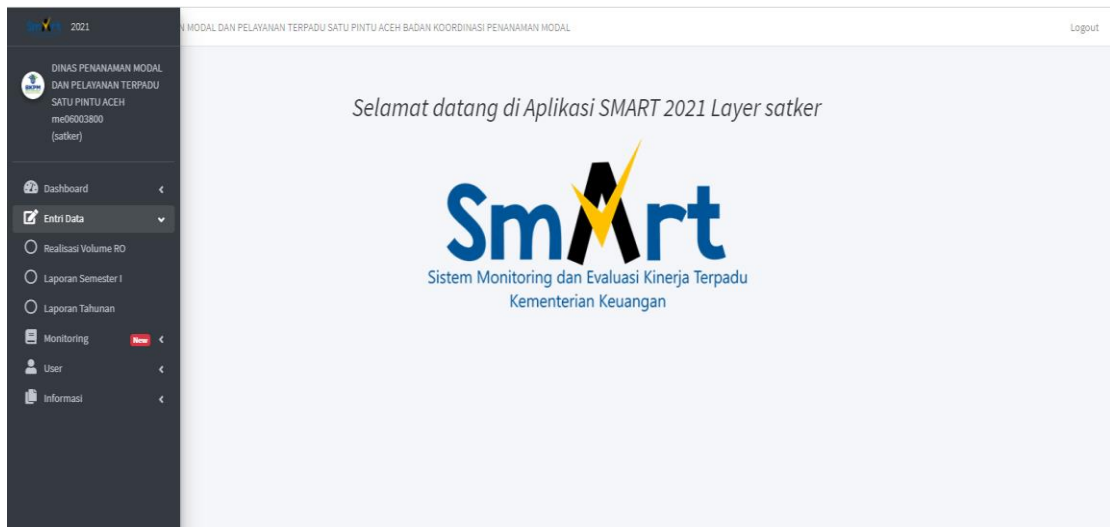 SmArt 2021
N MODAL DAN PELAYANAN TERPADU SATU PINTU ACEH BADAN KOORDINASI PENANAMAN MODAL
Logout
BKPM
DINAS PENANAMAN MODAL
DAN PELAYANAN TERPADU
SATU PINTU ACEH
me06003800
(satker)
Dashboard
Entri Data
Realisasi Volume RO
Laporan Semester I
Laporan Tahunan
Monitoring New
User
Informasi
Selamat datang di Aplikasi SMART 2021 Layer satker
SmArt
Sistem Monitoring dan Evaluasi Kinerja Terpadu
Kementerian Keuangan